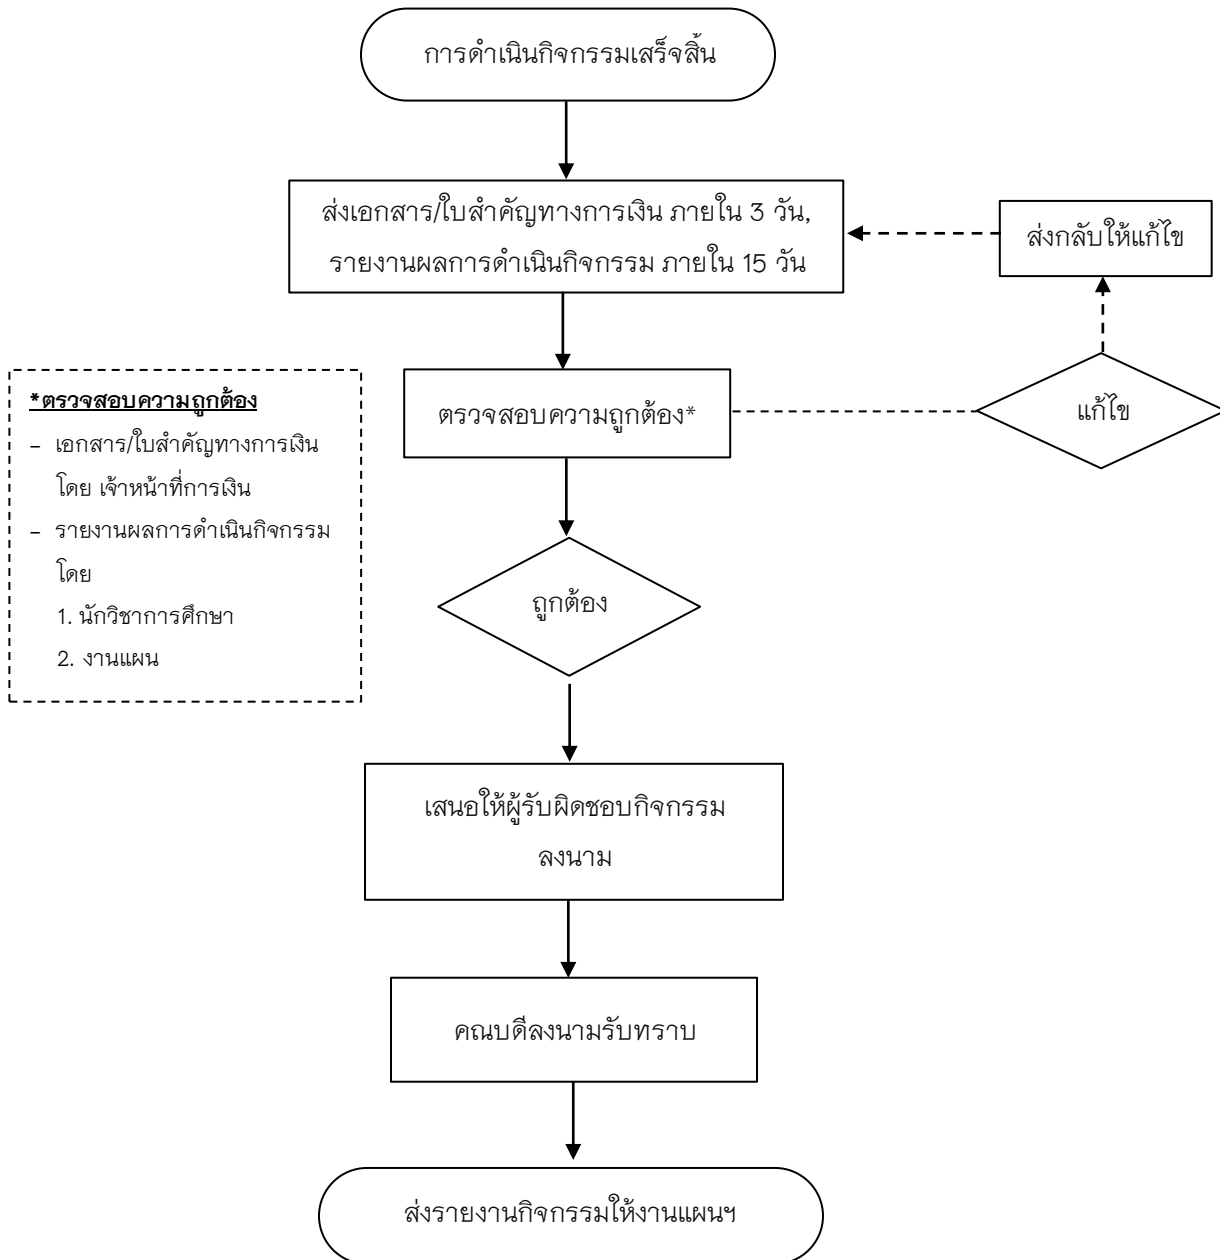 การดำเนินกิจกรรมเสร็จสิ้น
ส่งเอกสาร/ใบสำคัญทางการเงิน ภายใน 3 วัน,
รายงานผลการดำเนินกิจกรรม ภายใน 15 วัน
ส่งกลับให้แก้ไข
ตรวจสอบความถูกต้อง*
แก้ไข
*ตรวจสอบความถูกต้อง
- เอกสาร/ใบสำคัญทางการเงิน
โดย เจ้าหน้าที่การเงิน
- รายงานผลการดำเนินกิจกรรม
โดย
1. นักวิชาการศึกษา
2. งานแผน
ถูกต้อง
เสนอให้ผู้รับผิดชอบกิจกรรม
ลงนาม
คณบดีลงนามรับทราบ
ส่งรายงานกิจกรรมให้งานแผนฯ